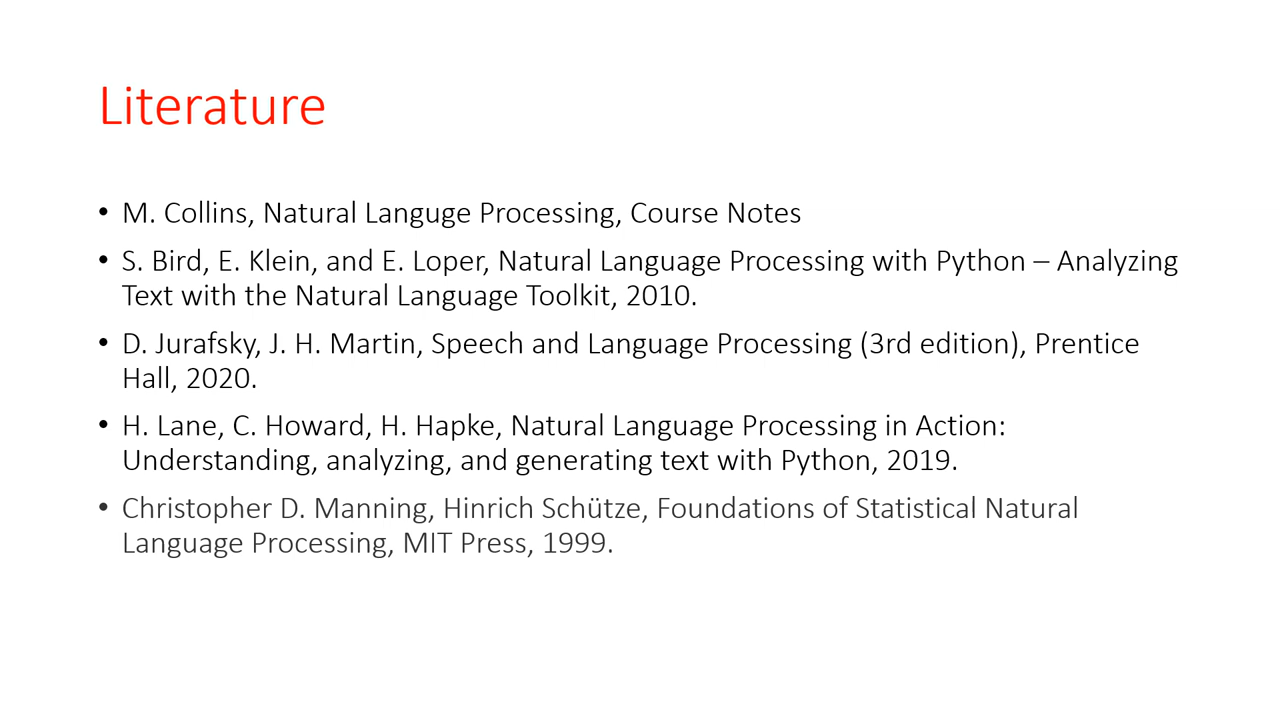 Literature
• M. Collins, Natural Languge Processing, Course Notes
• S. Bird, E. Klein, and E. Loper, Natural Language Processing with Python – Analyzing
Text with the Natural Language Toolkit, 2010.
• D. Jurafsky, J. H. Martin, Speech and Language Processing (3rd edition), Prentice
Hall, 2020.
• H. Lane, C. Howard, H. Hapke, Natural Language Processing in Action:
Understanding, analyzing, and generating text with Python, 2019.
• Christopher D. Manning, Hinrich Schütze, Foundations of Statistical Natural
Language Processing, MIT Press, 1999.